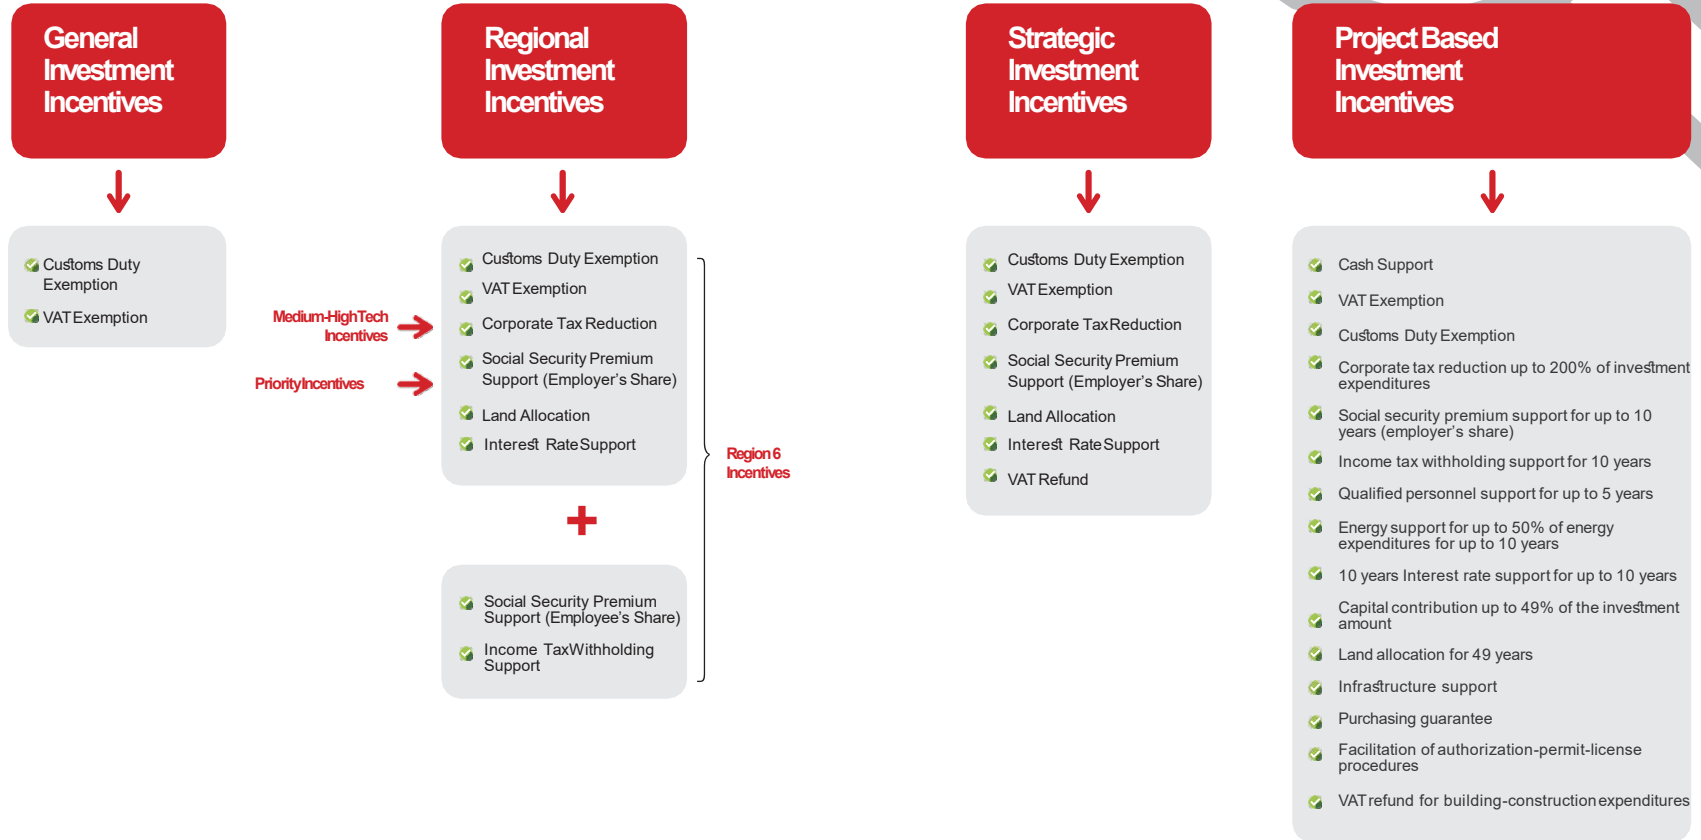 General
Investment
Incentives
Customs Duty
Exemption
VAT Exemption
Regional
Investment
Incentives
Medium-High Tech
Incentives
Priority Incentives
Customs Duty Exemption
VAT Exemption
Corporate Tax Reduction
Social Security Premium
Support (Employer's Share)
Land Allocation
Interest Rate Support
+
Social Security Premium
Support (Employee's Share)
Income Tax Withholding
Support
Region 6
Incentives
Strategic
Investment
Incentives
Customs Duty Exemption
VAT Exemption
Corporate Tax Reduction
Social Security Premium
Support (Employer's Share)
Land Allocation
Interest Rate Support
VAT Refund
Project Based
Investment
Incentives
Cash Support
VAT Exemption
Customs Duty Exemption
Corporate tax reduction up to 200% of investment
expenditures
Social security premium support for up to 10
years (employer's share)
Income tax withholding support for 10 years
Qualified personnel support for up to 5 years
Energy support for up to 50% of energy
expenditures for up to 10 years
10 years Interest rate support for up to 10 years
Capital contribution up to 49% of the investment
amount
Land allocation for 49 years
Infrastructure support
Purchasing guarantee
Facilitation of authorization-permit-license
procedures
VAT refund for building-construction expenditures